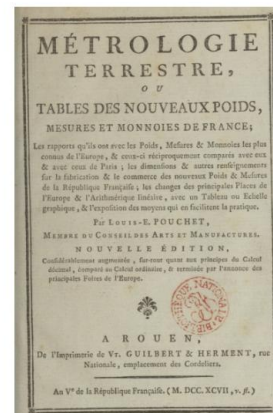 MÉTROLOGIE
TERRESTRE,
OU
TABLES DES NOUVEAUX POIDS,
MESURES ET MONNOIES DE FRANCE;
Les rapports qu'ils ont avec les Poids, Mesures & Monnoies les plus
connus de l'Europe, & ceux-ci réciproquement comparés avec eux
& avec ceux de Paris; les dimensions & autres renseignemens
sur la fabrication & le commerce des nouveaux Poids & Mesures
de la République Française; les changes des principales Places de
l'Europe & l'Arithmétique linéaire, avec un Tableau ou Echelle
graphique, & l'exposition des moyens qui en facilitent la pratique.
Par LOUIS-E. POUCHET,
MEMBRE DU CONSEIL DES ARTS ET MANUFACTURES.
NOUVELLE ÉDITION,
Considérablement augmentée, sur-tout quant aux principes du Calcul
décimal, comparé au Calcul ordinaire, & terminée par l'annonce des
principales Foires de l'Europe.
BIBLIOTHÈQUE NATIONALE
A ROUEN,
De l'Imprimerie de Vr. GUILBERT & HERMENT, rue
Nationale, emplacement des Cordeliers.
An Ve de la République Française. (M. DCC. XCVII, v. st.)